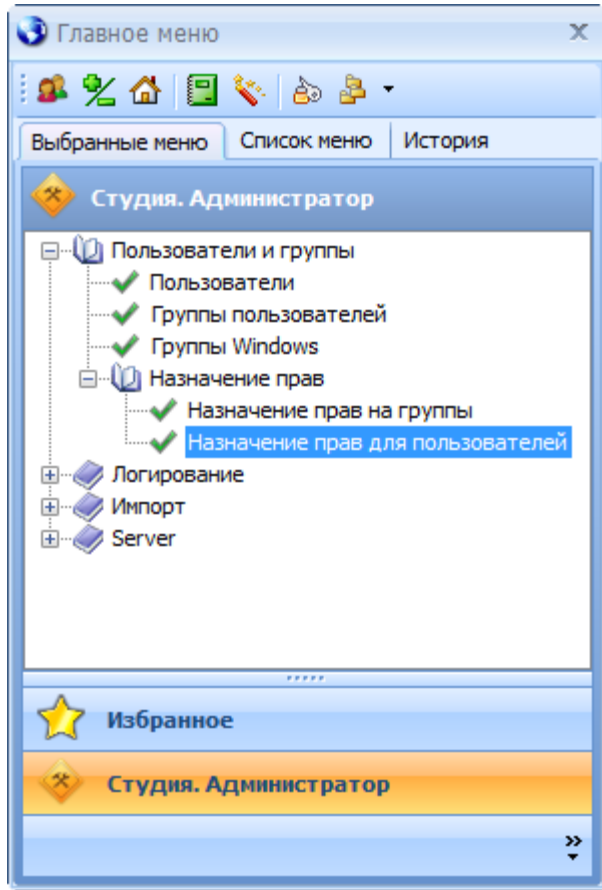 Главное меню
Выбранные меню Список меню История
Студия. Администратор
Пользователи и группы
Пользователи
Группы пользователей
Группы Windows
Назначение прав
Назначение прав на группы
Назначение прав для пользователей
Логирование
Импорт
Server
Избранное
Студия. Администратор